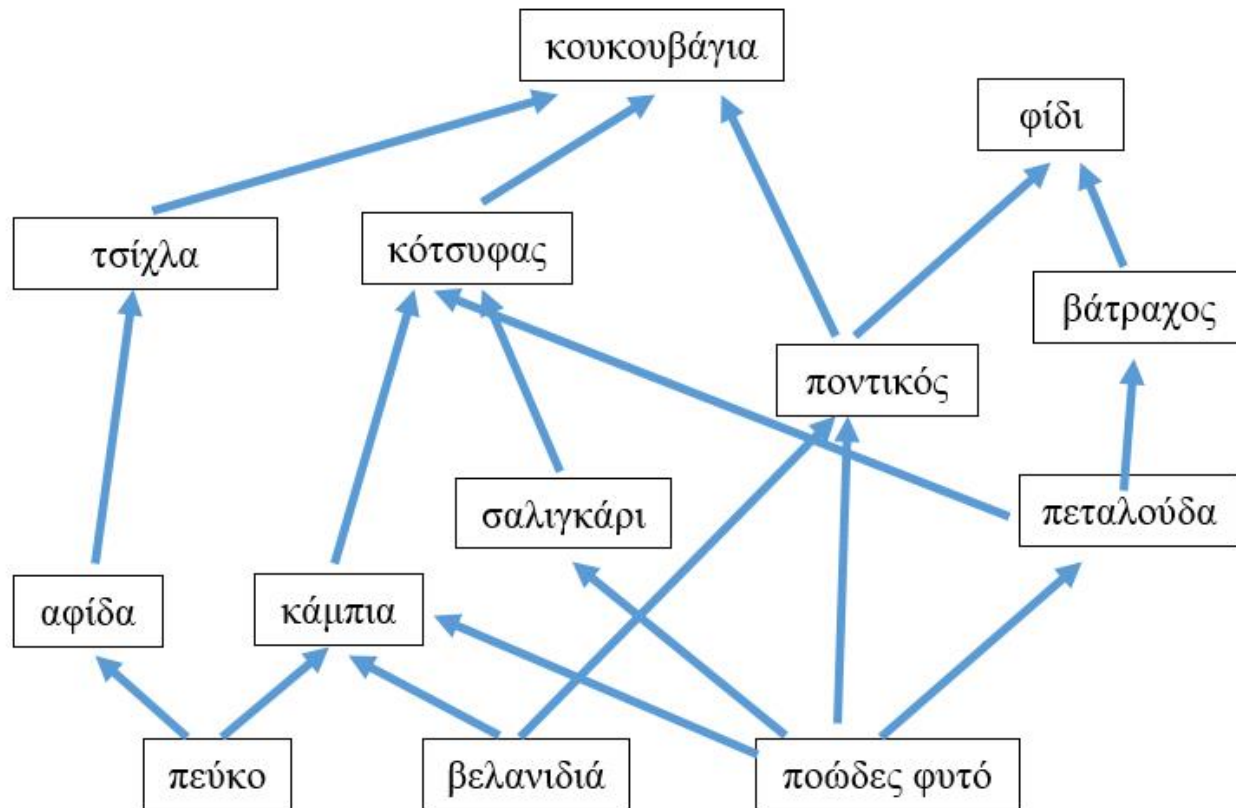 κουκουβάγια
φίδι
τσίχλα
κότσυφας
βάτραχος
ποντικός
σαλιγκάρι
πεταλούδα
αφίδα
κάμπια
πεύκο
βελανιδιά
ποώδες φυτό